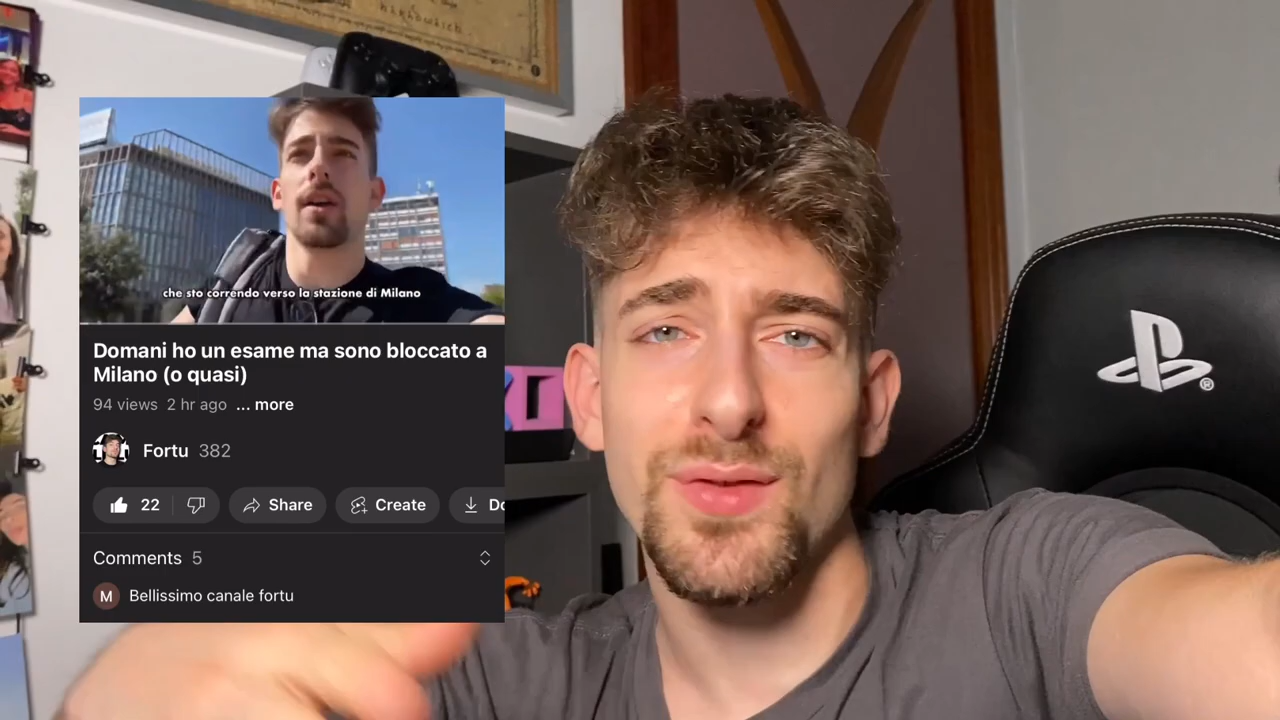 che sto correndo verso la stazione di Milano
Domani ho un esame ma sono bloccato a
Milano (o quasi)
94 views 2 hr ago ... more
Fortu 382
22 Share Create Do
Comments 5
M Bellissimo canale fortu